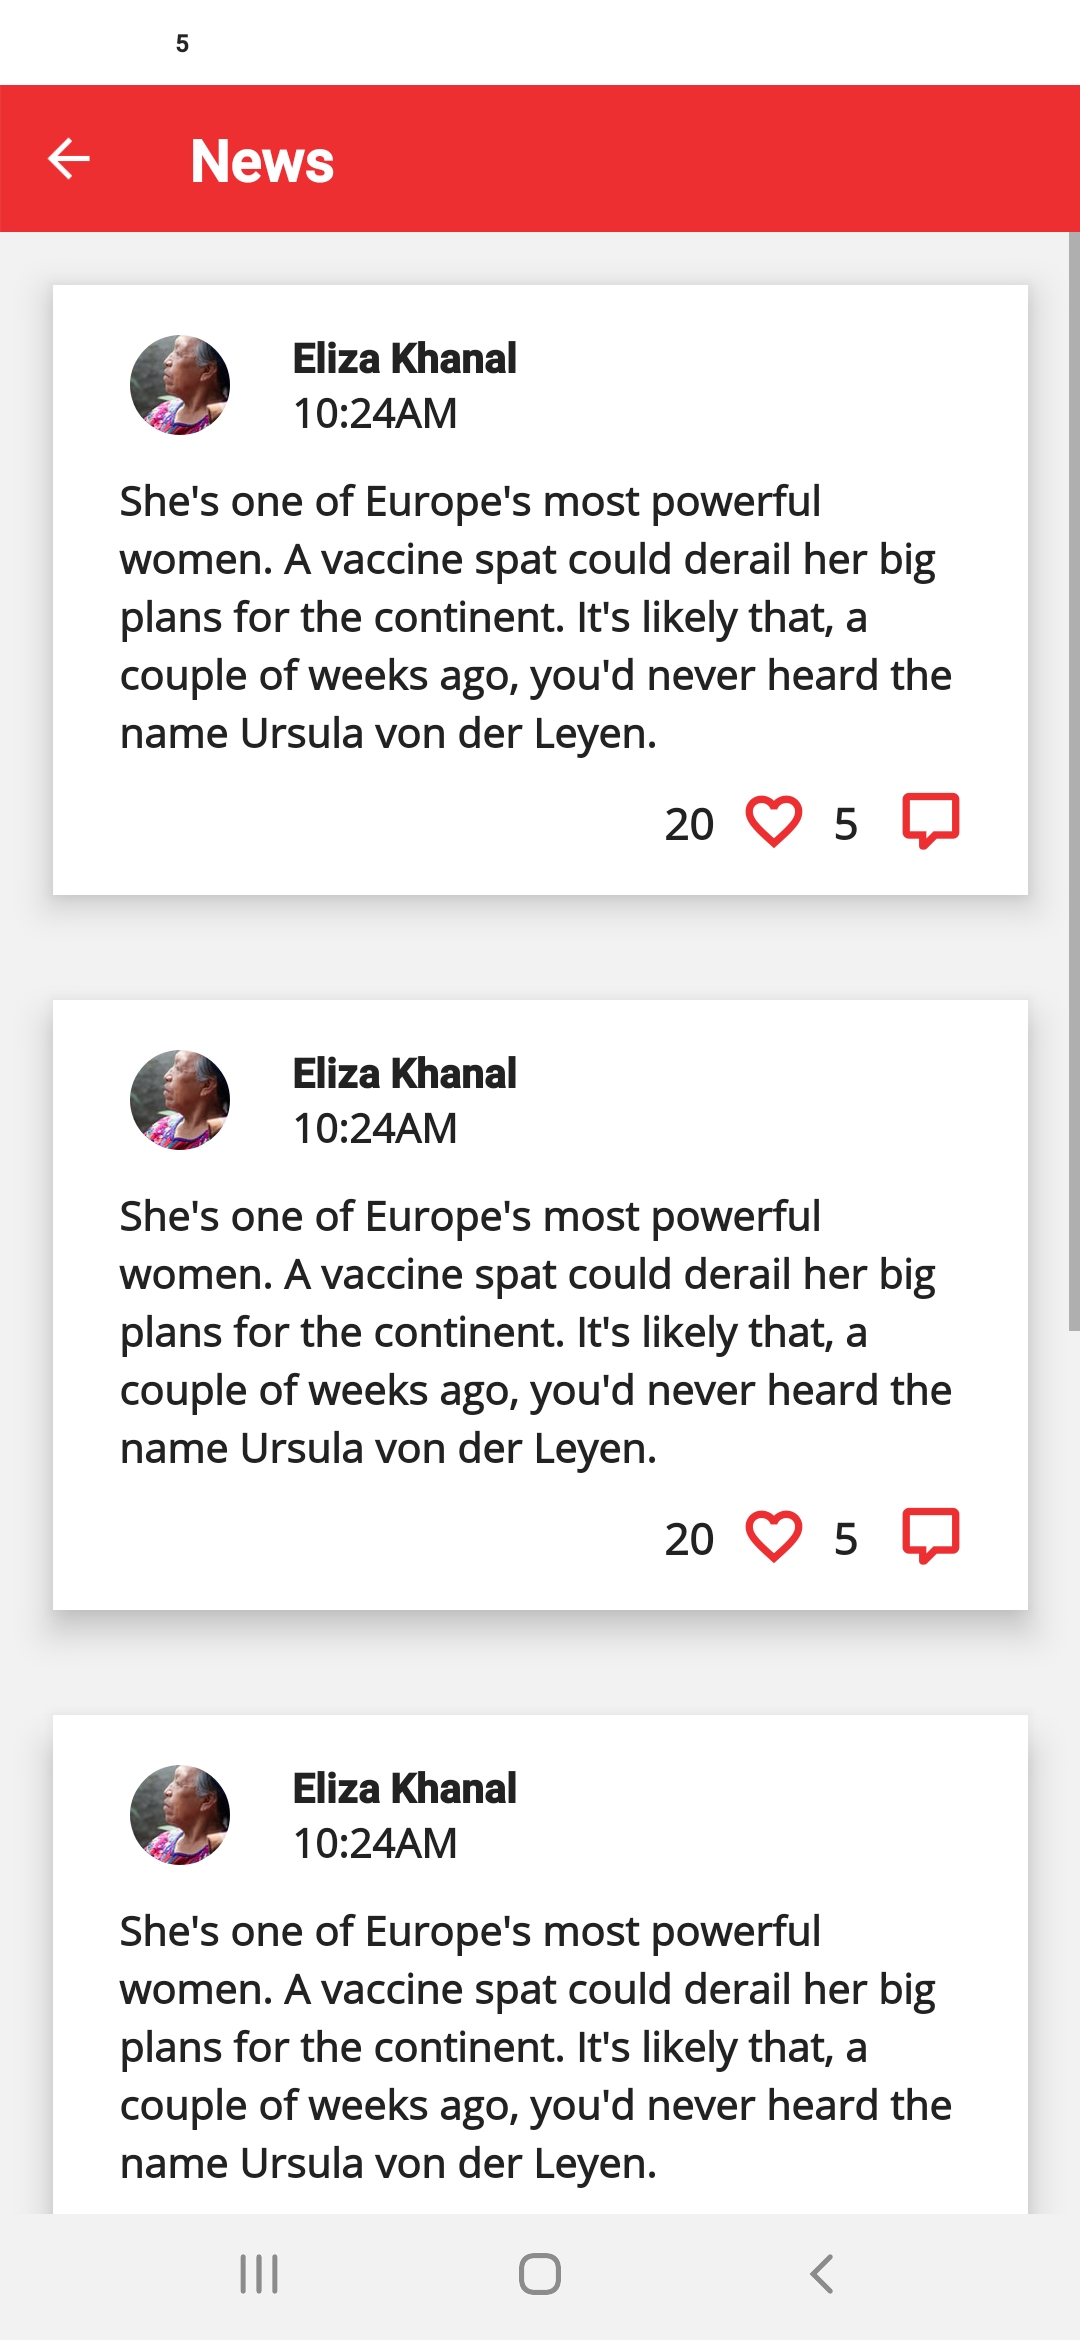 5
News
Eliza Khanal
10:24AM
She's one of Europe's most powerful
women. A vaccine spat could derail her big
plans for the continent. It's likely that, a
couple of weeks ago, you'd never heard the
name Ursula von der Leyen.
20 5
Eliza Khanal
10:24AM
She's one of Europe's most powerful
women. A vaccine spat could derail her big
plans for the continent. It's likely that, a
couple of weeks ago, you'd never heard the
name Ursula von der Leyen.
20 5
Eliza Khanal
10:24AM
She's one of Europe's most powerful
women. A vaccine spat could derail her big
plans for the continent. It's likely that, a
couple of weeks ago, you'd never heard the
name Ursula von der Leyen.